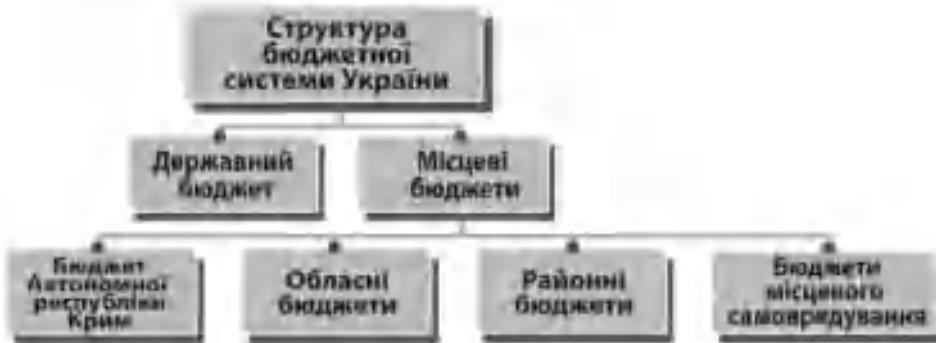 Структура
бюджетної
системи України
Державний
бюджет
Місцеві
бюджети
Бюджет
Автономної
республіки
Крим
Обласні
бюджети
Районні
бюджети
Бюджети
місцевого
самоврядування